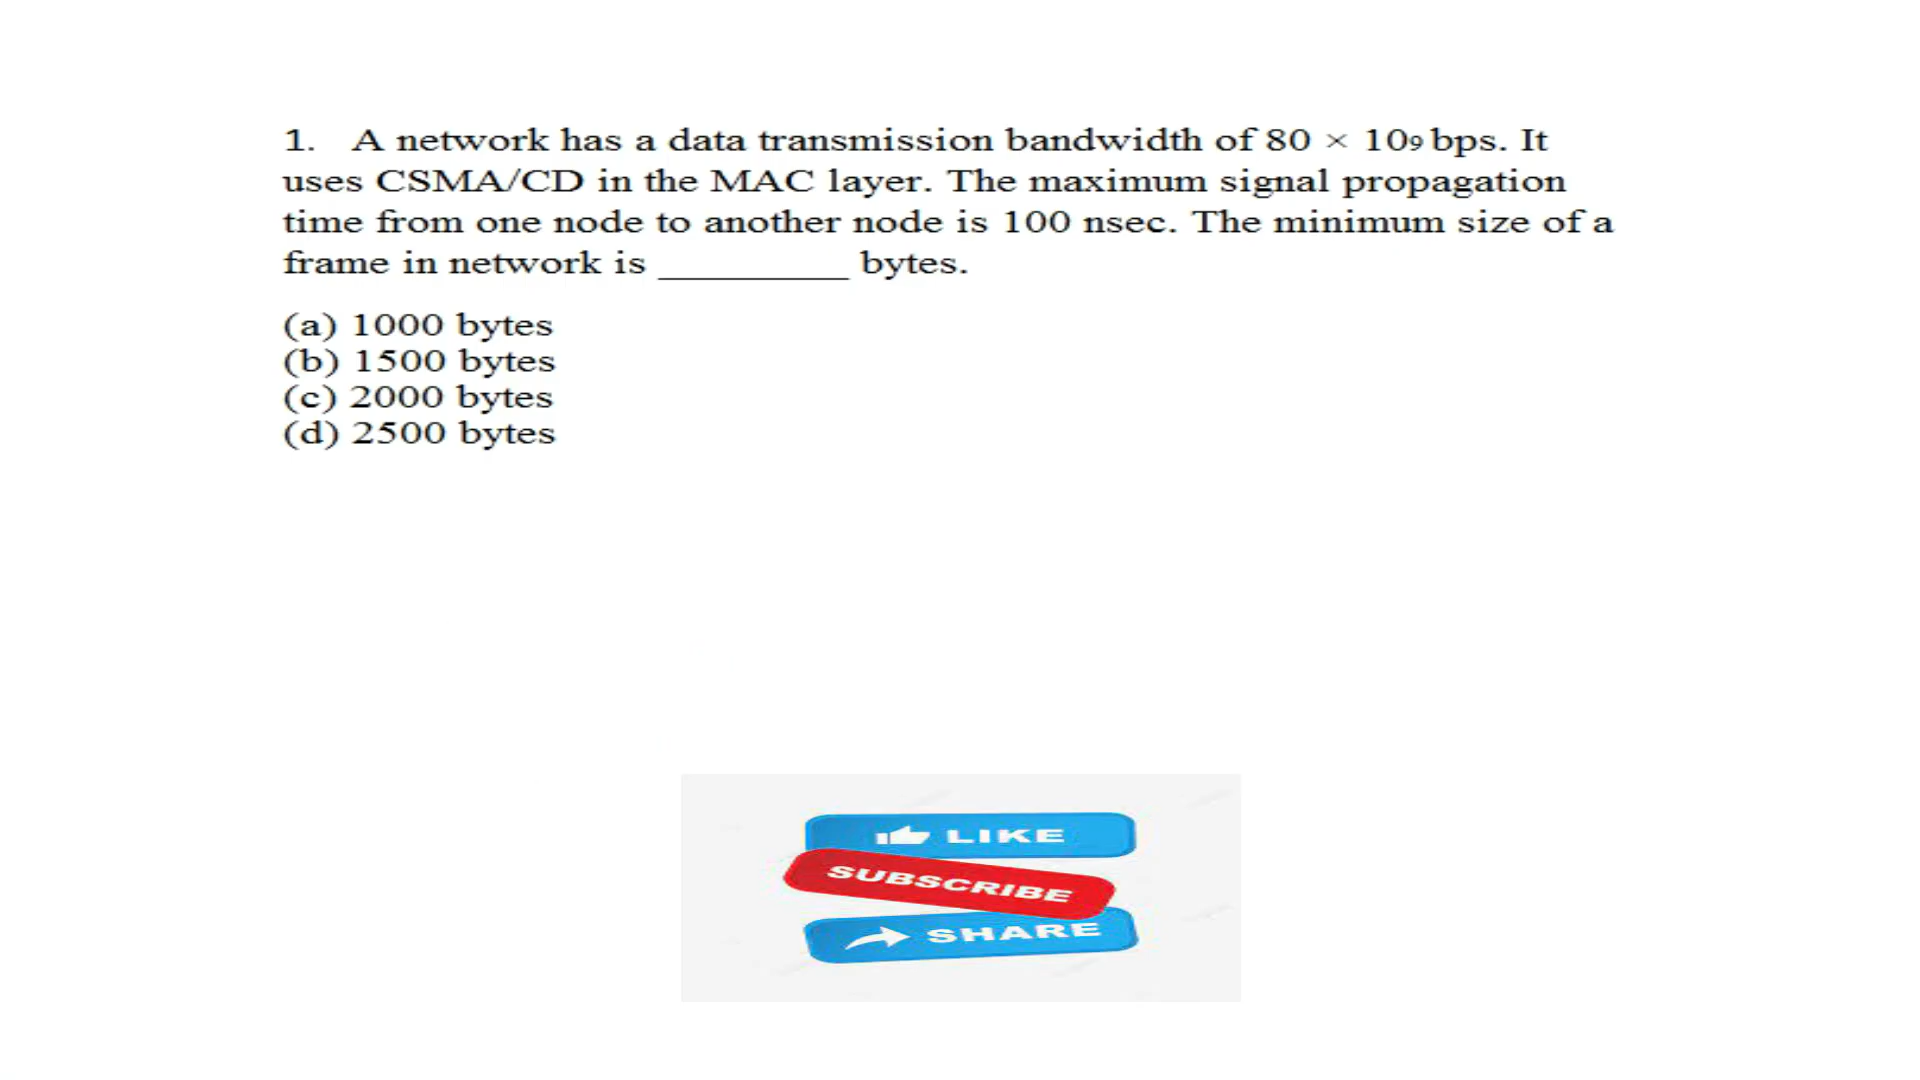 1. A network has a data transmission bandwidth of 80 × 109 bps. It
uses CSMA/CD in the MAC layer. The maximum signal propagation
time from one node to another node is 100 nsec. The minimum size of a
frame in network is _________ bytes.
(a) 1000 bytes
(b) 1500 bytes
(c) 2000 bytes
(d) 2500 bytes
LIKE
SUBSCRIBE
SHARE